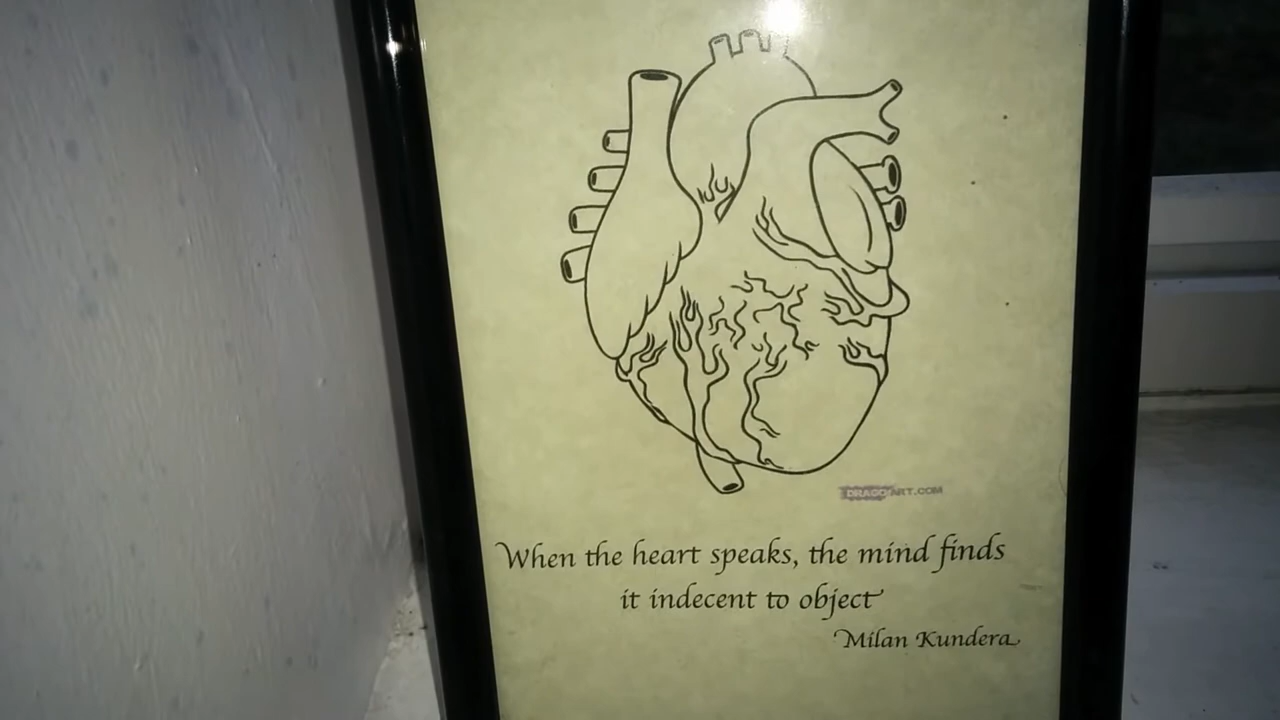 DRAGOART.COM
When the heart speaks, the mind finds
it indecent to object
Milan Kundera